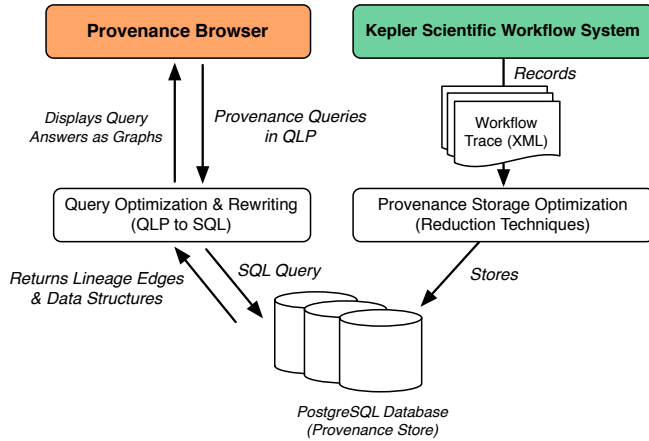 Provenance Browser
Kepler Scientific Workflow System
Records
Displays Query
Answers as Graphs
Provenance Queries
in QLP
Workflow
Trace (XML)
Query Optimization & Rewriting
(QLP to SQL)
Provenance Storage Optimization
(Reduction Techniques)
Returns Lineage Edges
& Data Structures
SQL Query
Stores
PostgreSQL Database
(Provenance Store)